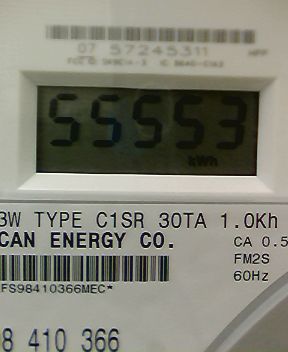 07 57245311
55553
kWh
3W TYPE C1SR 30TA 1.0Kh
CAN ENERGY CO.
CA 0.5
FM2S
60Hz
FS98410366MEC*
98 410 366